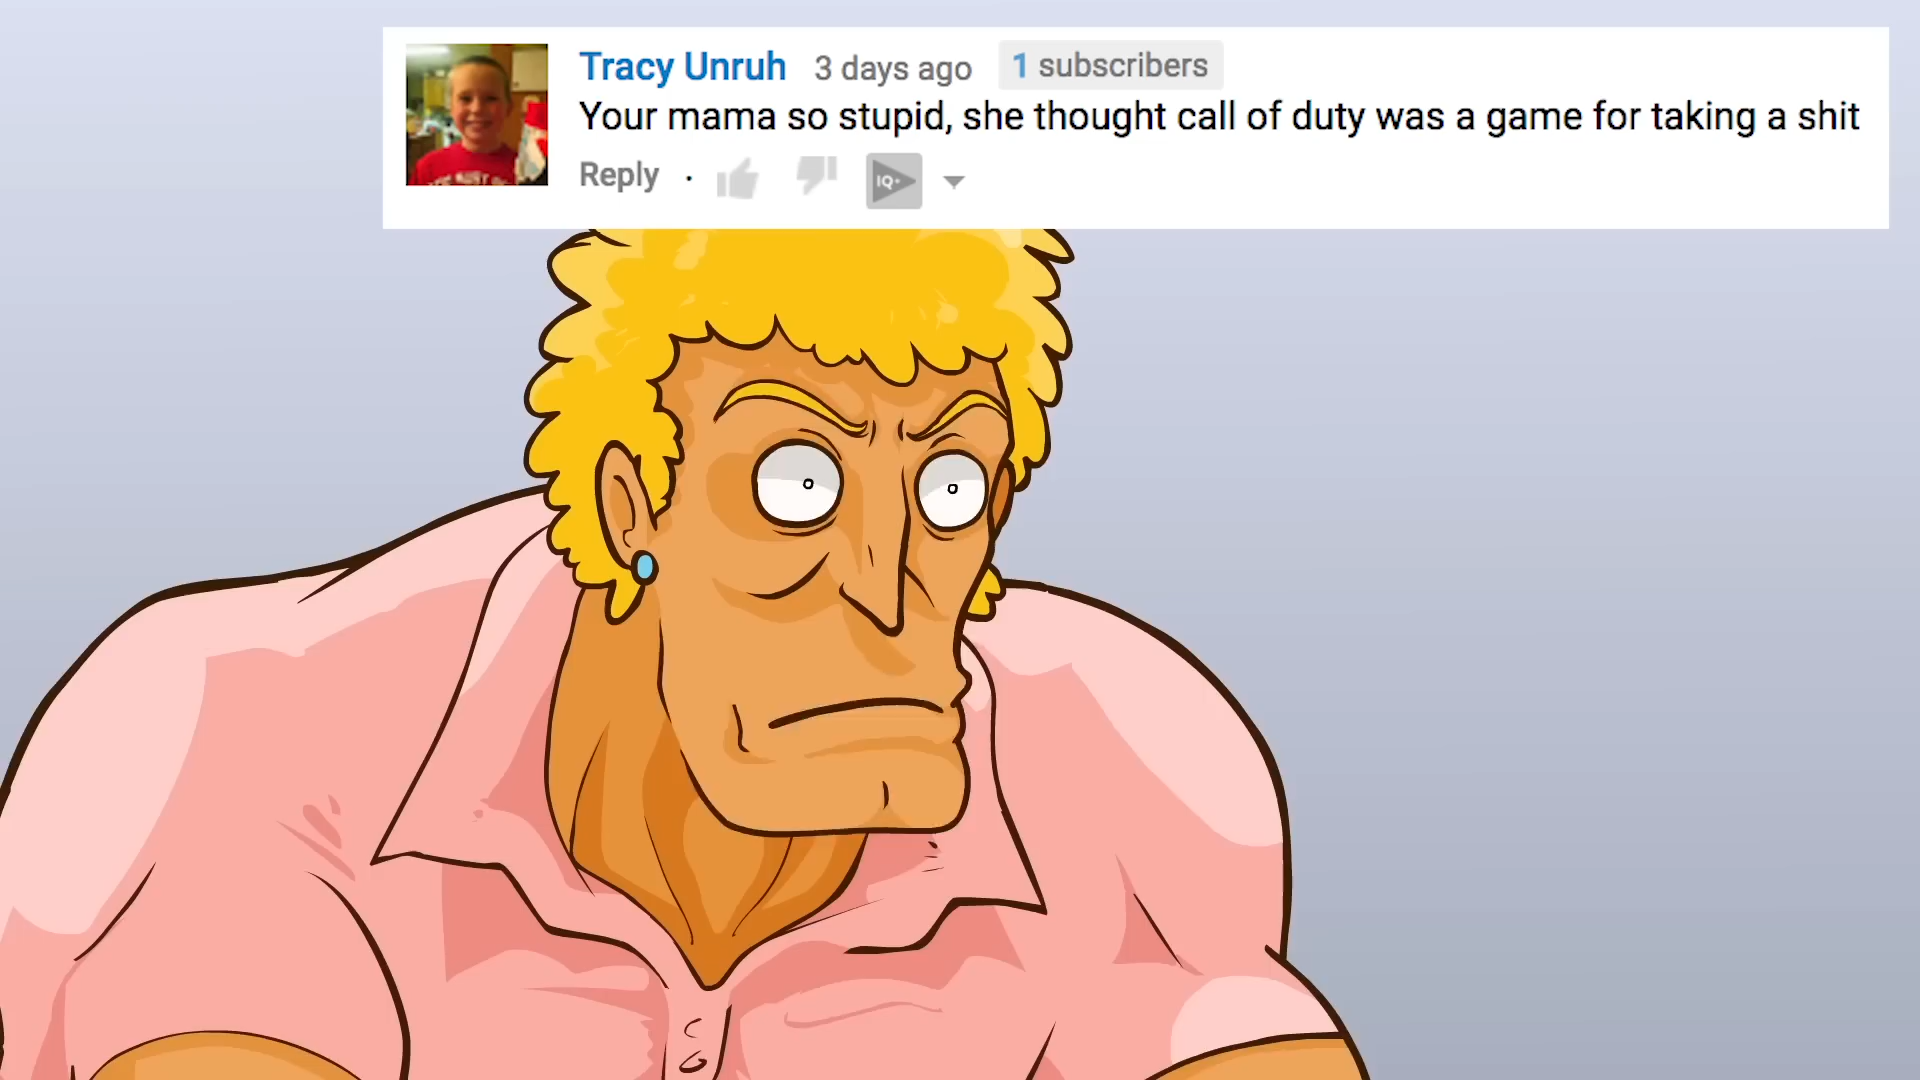 Tracy Unruh 3 days ago 1 subscribers
Your mama so stupid, she thought call of duty was a game for taking a shit
Reply · IQ+